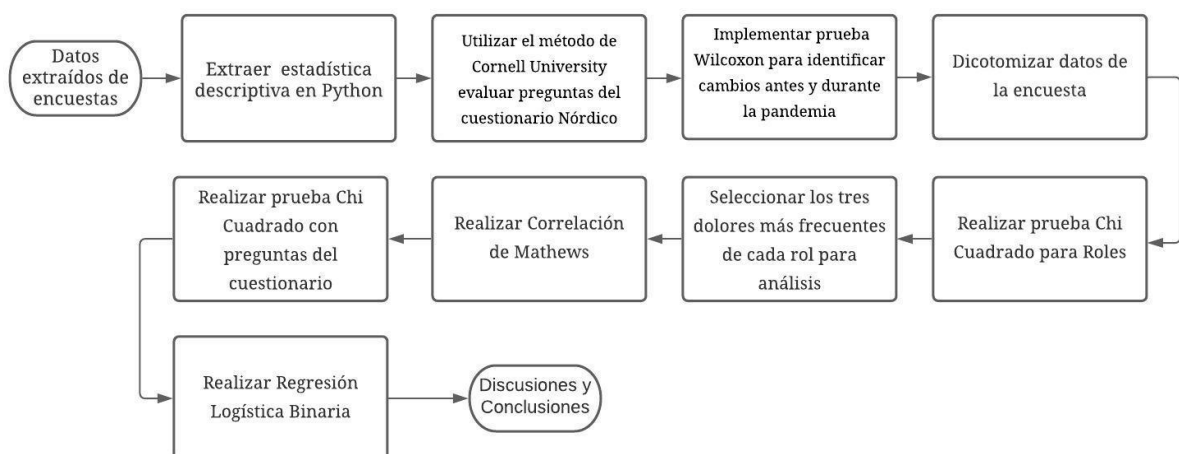 Datos
extraídos de
encuestas
Extraer estadística
descriptiva en Python
Utilizar el método de
Cornell University
evaluar preguntas del
cuestionario Nórdico
Implementar prueba
Wilcoxon para identificar
cambios antes y durante
la pandemia
Dicotomizar datos de
la encuesta
Realizar prueba Chi
Cuadrado para Roles
Seleccionar los tres
dolores más frecuentes
de cada rol para
análisis
Realizar Correlación
de Mathews
Realizar prueba Chi
Cuadrado con
preguntas del
cuestionario
Realizar Regresión
Logística Binaria
Discusiones y
Conclusiones